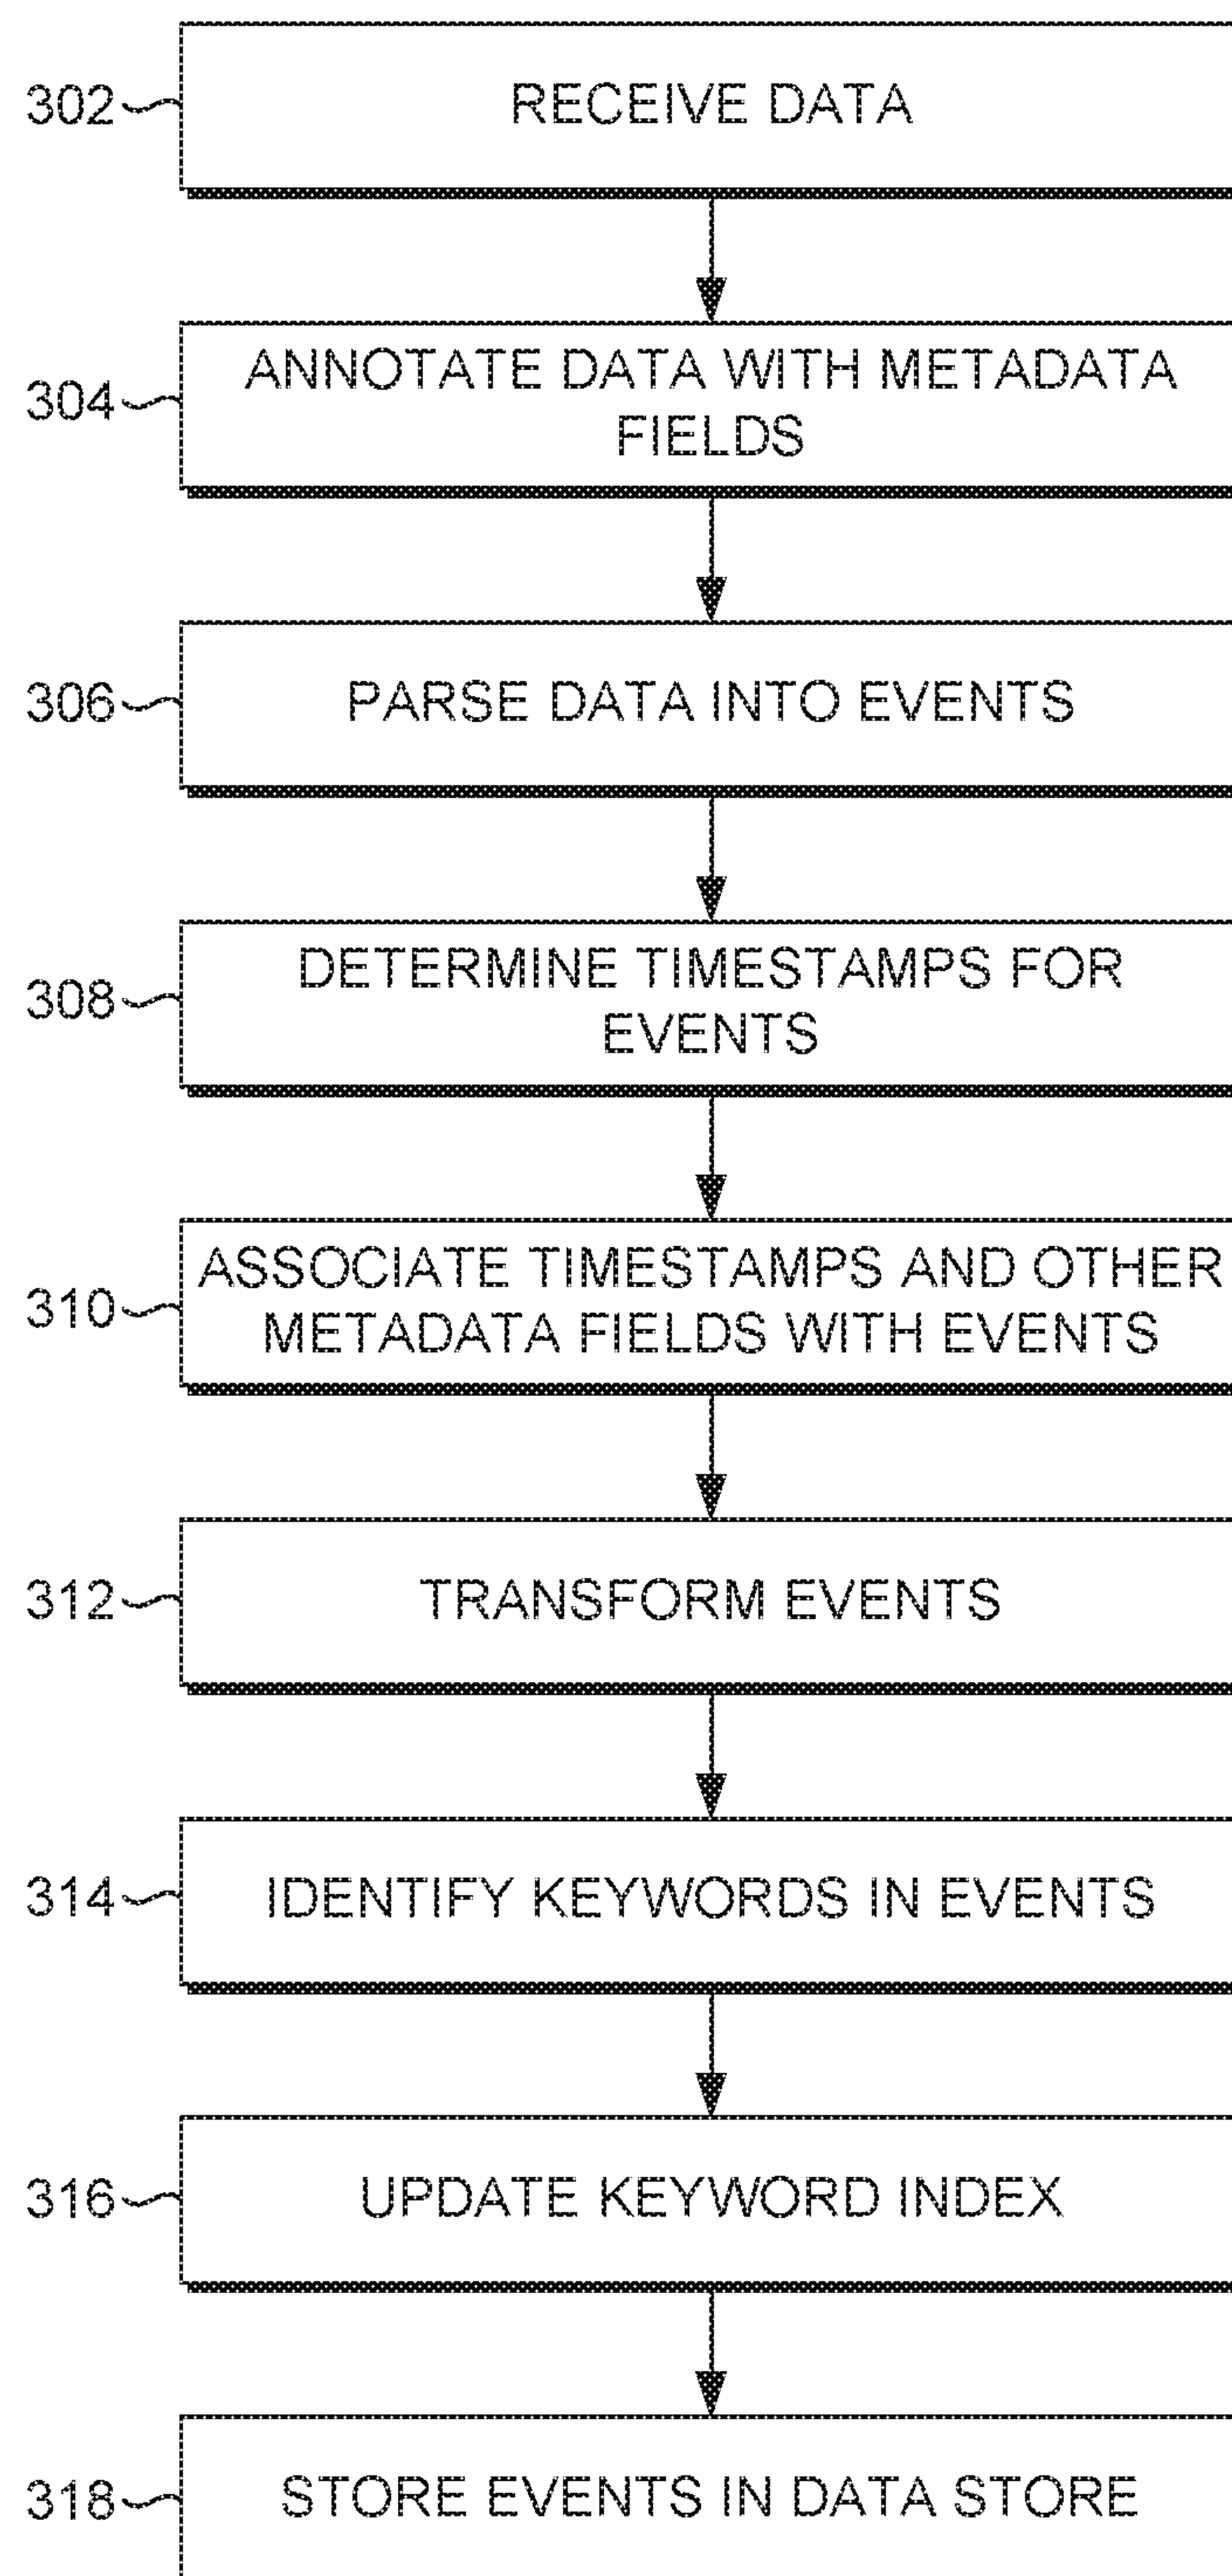 302 RECEIVE DATA
304 ANNOTATE DATA WITH METADATA
FIELDS
306 PARSE DATA INTO EVENTS
308 DETERMINE TIMESTAMPS FOR
EVENTS
310 ASSOCIATE TIMESTAMPS AND OTHER
METADATA FIELDS WITH EVENTS
312 TRANSFORM EVENTS
314 IDENTIFY KEYWORDS IN EVENTS
316 UPDATE KEYWORD INDEX
318 STORE EVENTS IN DATA STORE